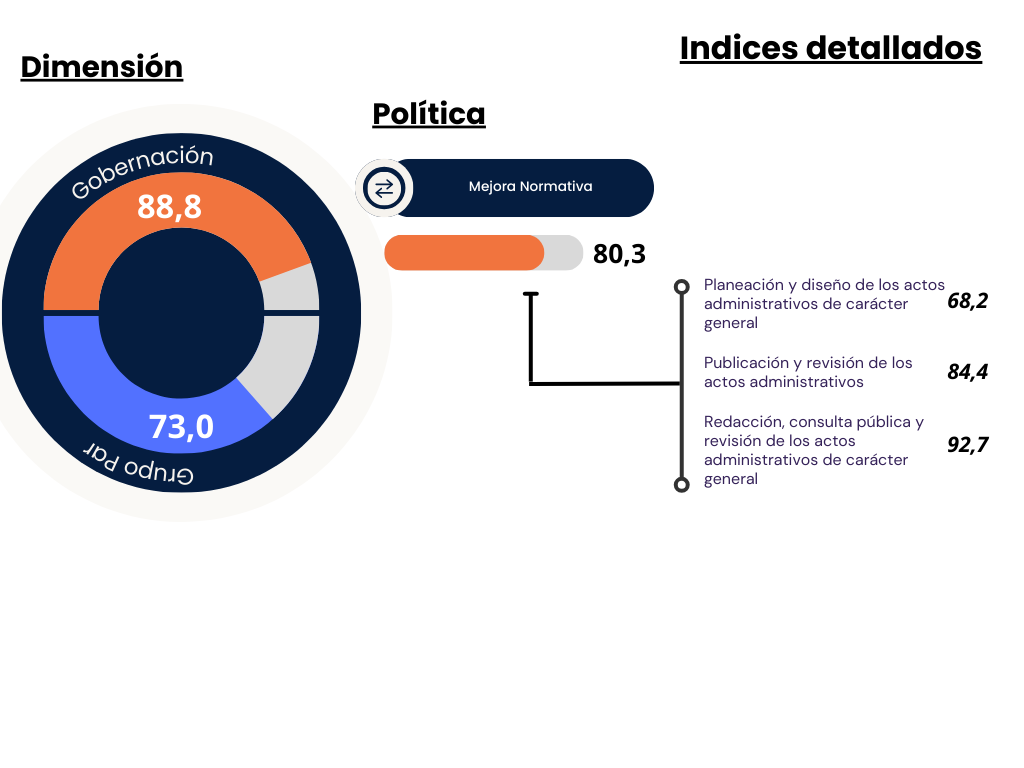 Dimensión
Gobernación
88,8
73,0
Grupo Par
Política
Mejora Normativa
80,3
Indices detallados
Planeación y diseño de los actos
administrativos de carácter
general
68,2
Publicación y revisión de los
actos administrativos
84,4
Redacción, consulta pública y
revisión de los actos
administrativos de carácter
general
92,7